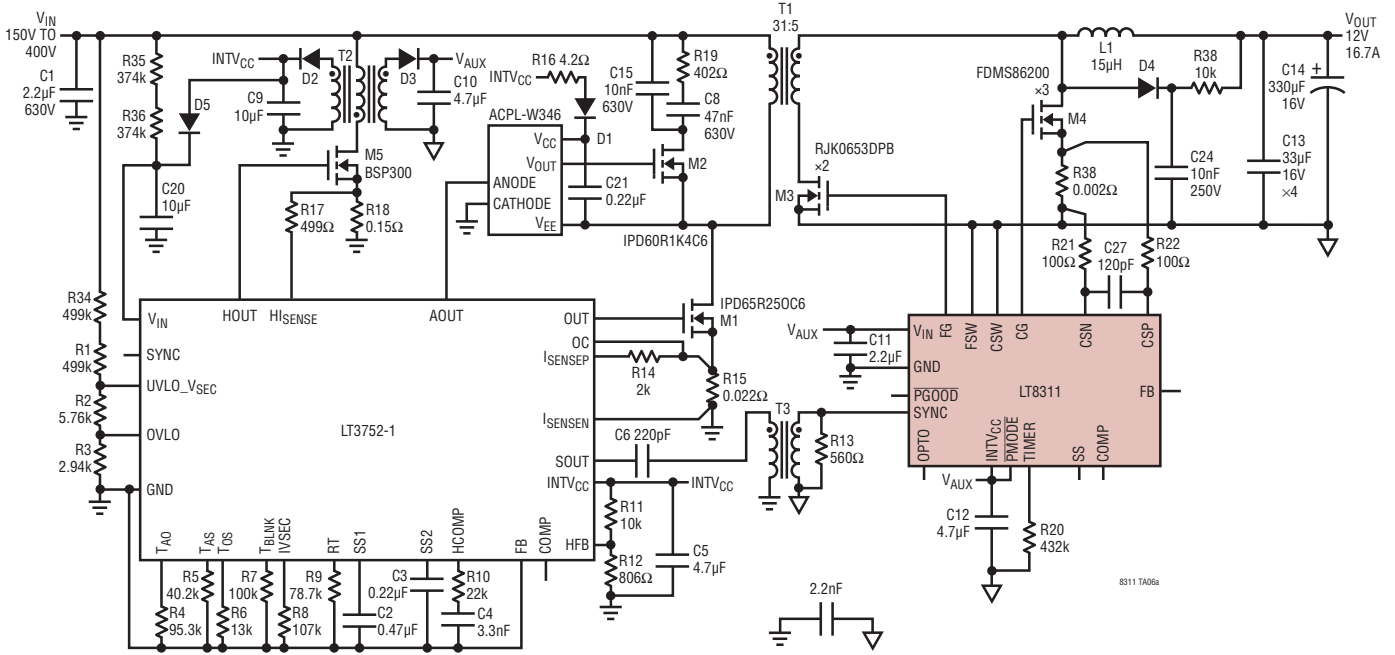 VIN
150V TO
400V
C1
2.2µF
630V
R35
374k
R36
374k
D5
C20
10µF
INTVCC
D2
T2
D3
VAUX
C9
10µF
C10
4.7µF
M5
BSP300
R17
499Ω
R18
0.15Ω
R16 4.2Ω
INTVCC
ACPL-W346
VCC
VOUT
ANODE
CATHODE
VEE
D1
C21
0.22µF
C15
10nF
630V
R19
402Ω
C8
47nF
630V
M2
IPD60R1K4C6
T1
31:5
RJK0653DPB
×2
M3
L1
15µH
FDMS86200
×3
M4
D4
R38
10k
R38
0.002Ω
C24
10nF
250V
C13
33µF
16V
×4
C14
330µF
16V
+
VOUT
12V
16.7A
R21
100Ω
C27
120pF
R22
100Ω
R34
499k
R1
499k
R2
5.76k
R3
2.94k
VIN
SYNC
UVLO_VSEC
OVLO
GND
HOUT
HISENSE
AOUT
LT3752-1
OUT
OC
ISENSEP
ISENSEN
SOUT
INTVCC
HFB
TAO
TAS
TOS
TBLNK
IVSEC
RT
SS1
SS2
HCOMP
FB
COMP
IPD65R25OC6
M1
R14
2k
R15
0.022Ω
C6 220pF
T3
R13
560Ω
INTVCC
R11
10k
R12
806Ω
C5
4.7µF
R5
40.2k
R4
95.3k
R6
13k
R7
100k
R8
107k
R9
78.7k
C2
0.47µF
C3
0.22µF
R10
22k
C4
3.3nF
VAUX
C11
2.2µF
VIN
GND
PGOOD
SYNC
FG
FSW
CSW
CG
CSN
CSP
LT8311
FB
OPTO
INTVCC
PMODE
TIMER
SS
COMP
VAUX
C12
4.7µF
R20
432k
2.2nF
8311 TA06a